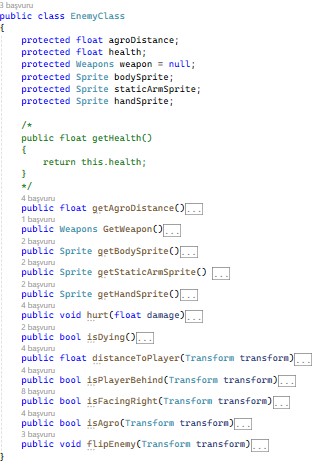 3 başvuru
public class EnemyClass
{
protected float agroDistance;
protected float health;
protected Weapons weapon = null;
protected Sprite bodySprite;
protected Sprite staticArmSprite;
protected Sprite handSprite;
/*
public float getHealth()
{
return this.health;
}
*/
4 başvuru
public float getAgroDistance()...
1 başvuru
public Weapons GetWeapon()...
2 başvuru
public Sprite getBodySprite()...
2 başvuru
public Sprite getStaticArmSprite() ...
2 başvuru
public Sprite getHandSprite()...
4 başvuru
public void hurt(float damage)...
2 başvuru
public bool isDying()...
4 başvuru
public float distanceToPlayer(Transform transform)...
4 başvuru
public bool isPlayerBehind(Transform transform)...
8 başvuru
public bool isFacingRight(Transform transform)...
4 başvuru
public bool isAgro(Transform transform)...
3 başvuru
public void flipEnemy(Transform transform)...
}